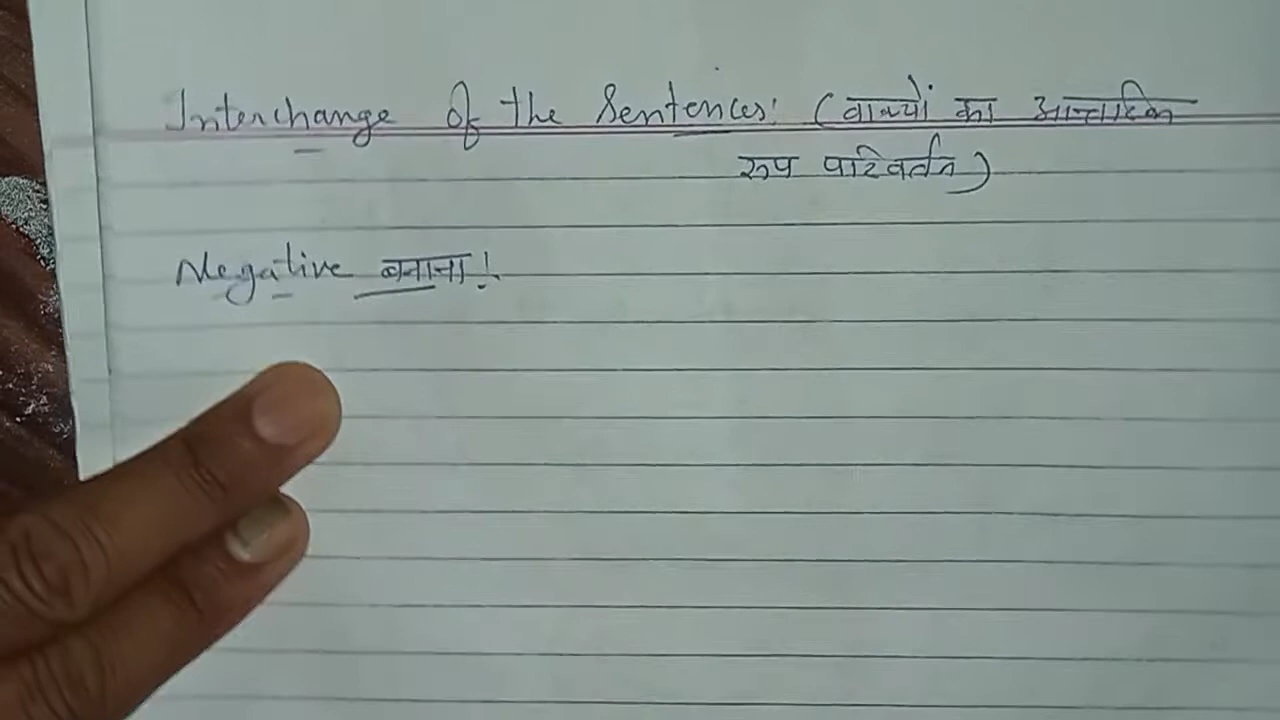 Interchange of the Sentences: (वाक्यों का आन्तरिक
रूप परिवर्तन)
Negative बनाना: